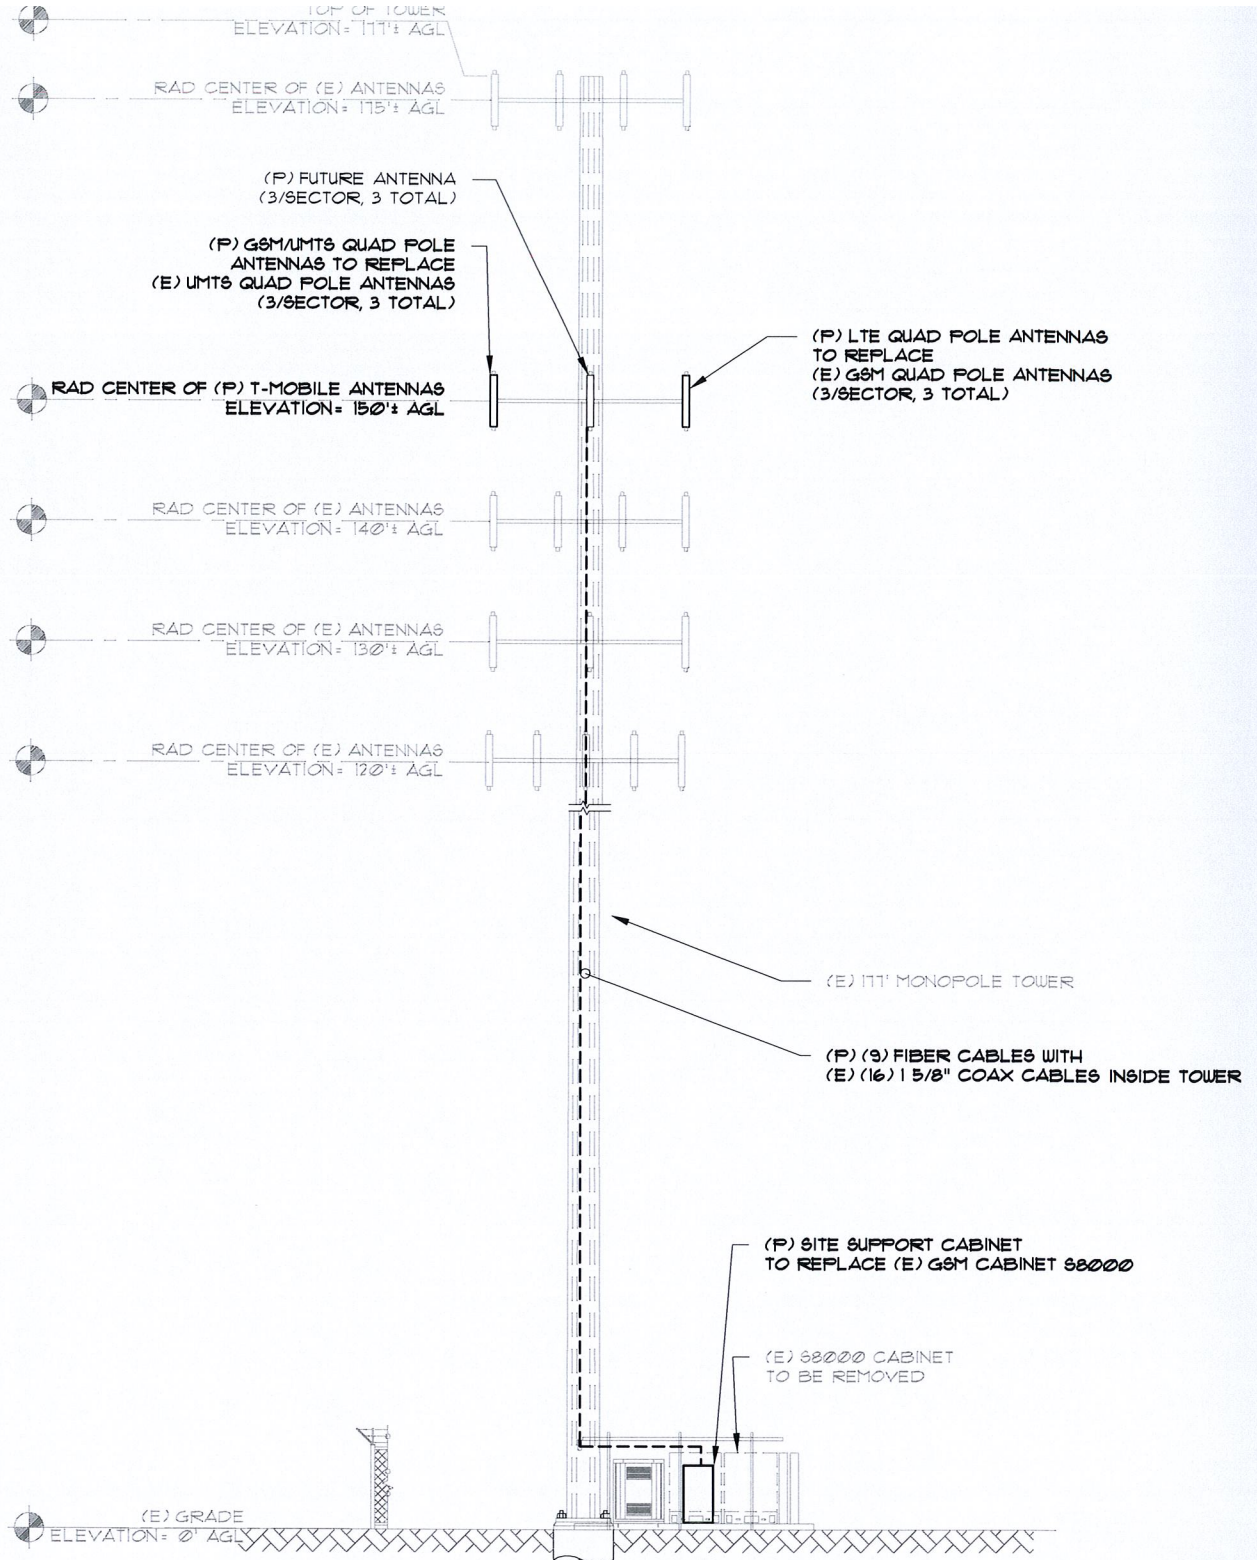 TOP OF TOWER
ELEVATION= 177'± AGL
RAD CENTER OF (E) ANTENNAS
ELEVATION= 175'± AGL
(P) FUTURE ANTENNA
(3/SECTOR, 3 TOTAL)
(P) GSM/UMTS QUAD POLE
ANTENNAS TO REPLACE
(E) UMTS QUAD POLE ANTENNAS
(3/SECTOR, 3 TOTAL)
(P) LTE QUAD POLE ANTENNAS
TO REPLACE
(E) GSM QUAD POLE ANTENNAS
(3/SECTOR, 3 TOTAL)
RAD CENTER OF (P) T-MOBILE ANTENNAS
ELEVATION= 150'± AGL
RAD CENTER OF (E) ANTENNAS
ELEVATION= 140'± AGL
RAD CENTER OF (E) ANTENNAS
ELEVATION= 130'± AGL
RAD CENTER OF (E) ANTENNAS
ELEVATION= 120'± AGL
(E) 177' MONOPOLE TOWER
(P) (9) FIBER CABLES WITH
(E) (16) 1 5/8" COAX CABLES INSIDE TOWER
(P) SITE SUPPORT CABINET
TO REPLACE (E) GSM CABINET S8000
(E) S8000 CABINET
TO BE REMOVED
(E) GRADE
ELEVATION= 0' AGL